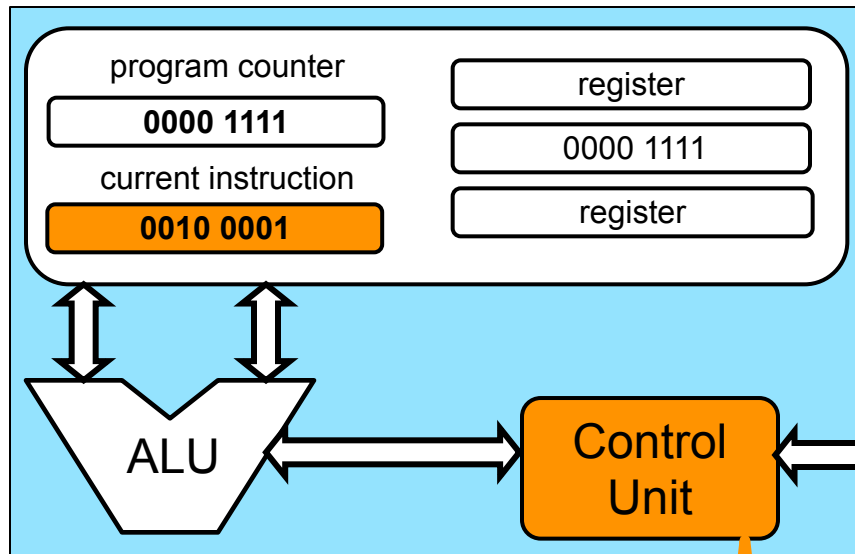 program counter
0000 1111
current instruction
0010 0001
register
0000 1111
register
ALU
Control
Unit